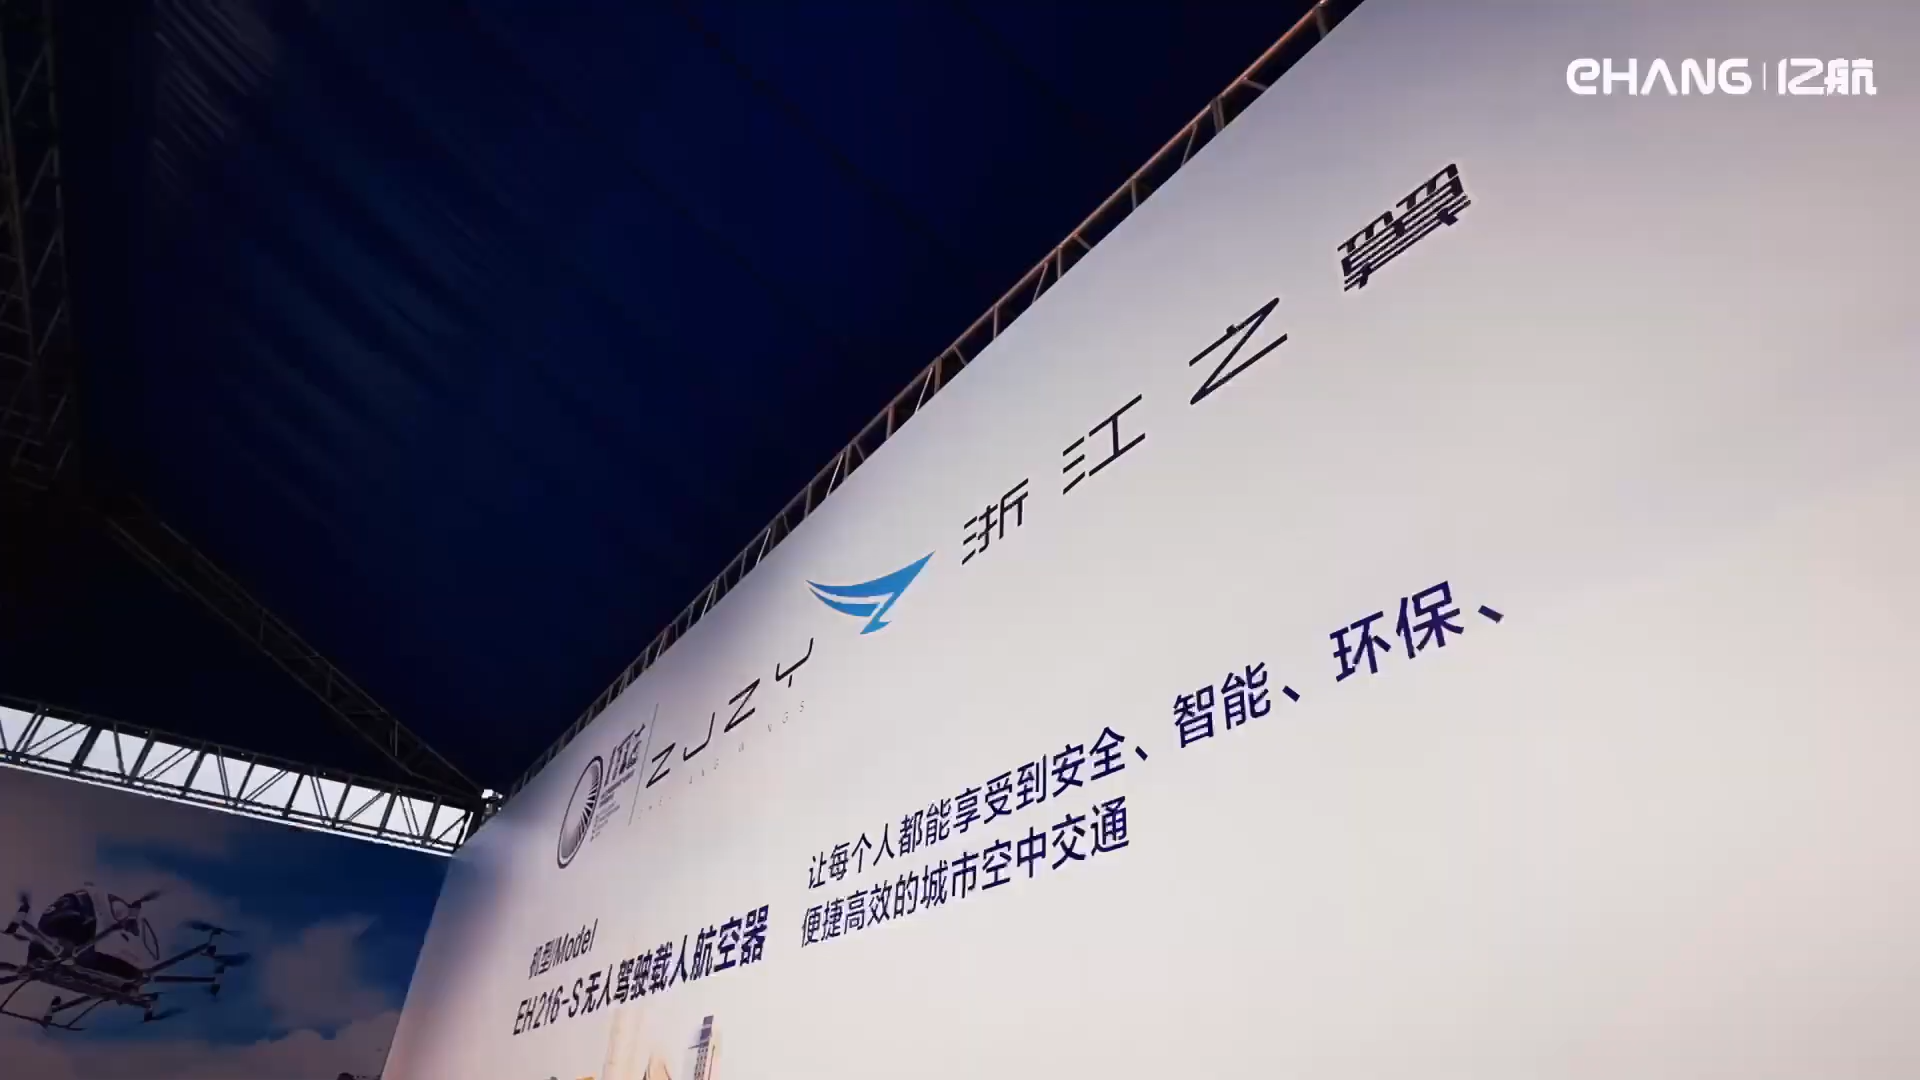 EHANG | 亿航
浙江之翼
ZJZY
机型/Model
EH216-S无人驾驶载人航空器
让每个人都能享受到安全、智能、环保、
便捷高效的城市空中交通